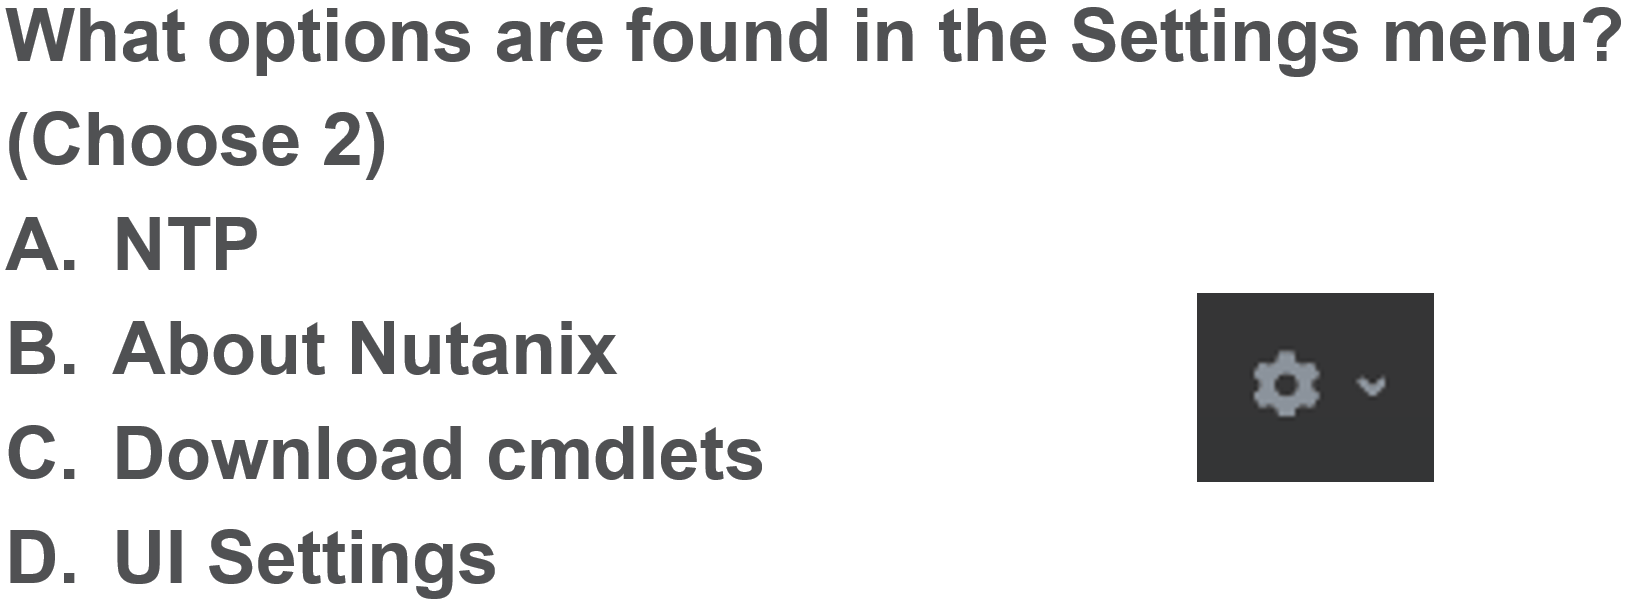 What options are found in the Settings menu?
(Choose 2)
A. NTP
B. About Nutanix
C. Download cmdlets
D. UI Settings